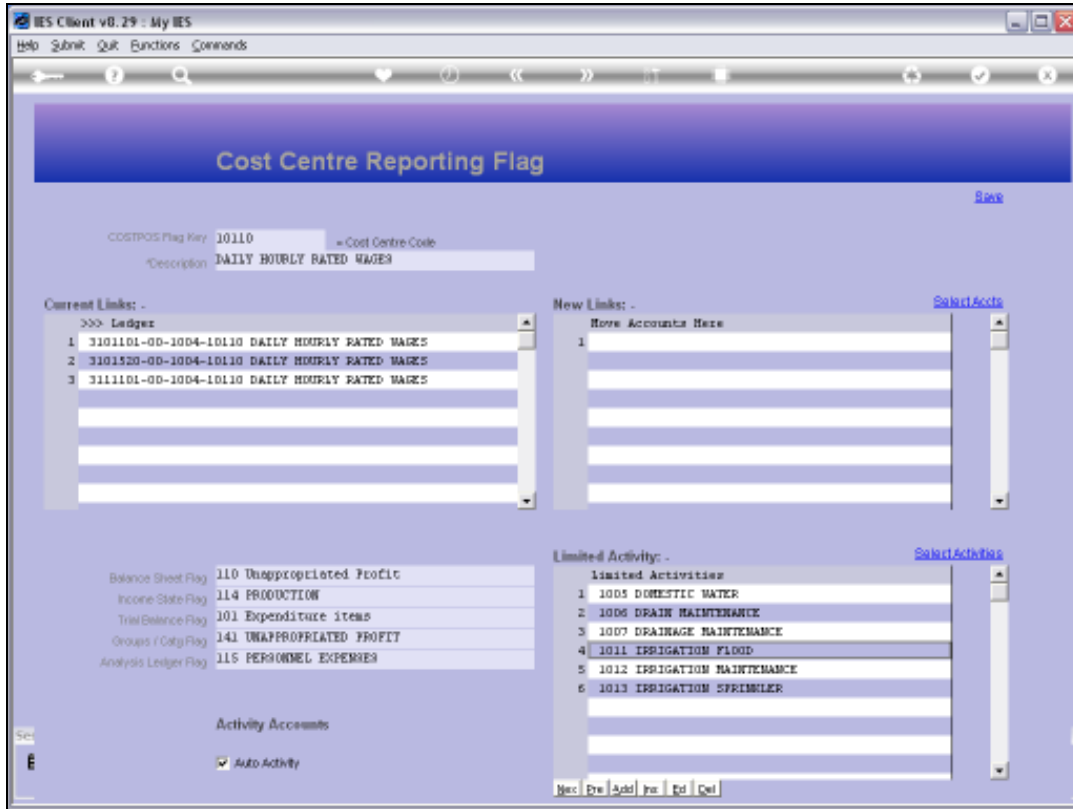 IES Client v8.29 : My IES
Help Submit Quit Functions Commands
Cost Centre Reporting Flag
Save
COSTPOS Flag Key 10110 = Cost Centre Code
*Description DAILY HOURLY RATED WAGES
Current Links: -
>>> Ledger
1 3101101-00-1004-10110 DAILY HOURLY RATED WAGES
2 3101520-00-1004-10110 DAILY HOURLY RATED WAGES
3 3111101-00-1004-10110 DAILY HOURLY RATED WAGES
New Links: - Select Accts
Move Accounts Here
1
Balance Sheet Flag 110 Unappropriated Profit
Income State Flag 114 PRODUCTION
Trial Balance Flag 101 Expenditure items
Groups / Catg Flag 141 UNAPPROPRIATED PROFIT
Analysis Ledger Flag 115 PERSONNEL EXPENSES
Limited Activity: - Select Activities
Limited Activities
1 1005 DOMESTIC WATER
2 1006 DRAIN MAINTENANCE
3 1007 DRAINAGE MAINTENANCE
4 1011 IRRIGATION FLOOD
5 1012 IRRIGATION MAINTENANCE
6 1013 IRRIGATION SPRINKLER
Activity Accounts
Auto Activity
Nex Pre Add Ins Ed Del